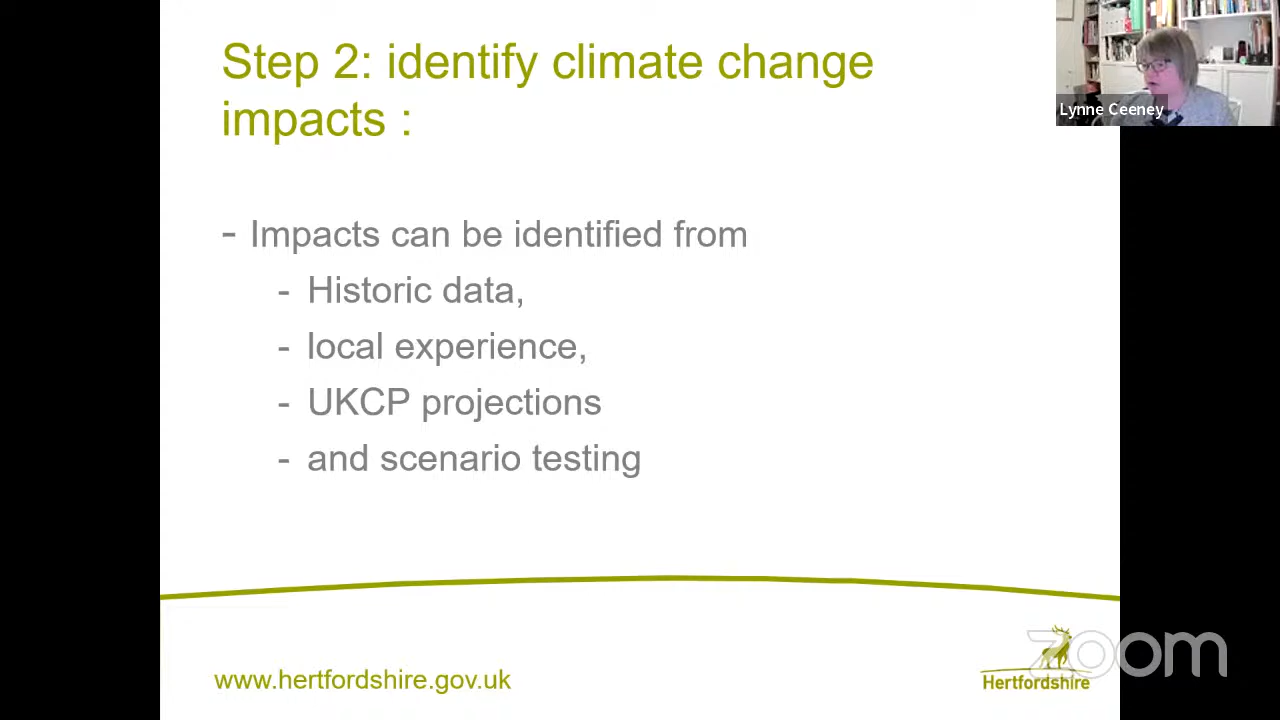 Step 2: identify climate change
impacts :
Lynne Ceeney
- Impacts can be identified from
- Historic data,
- local experience,
- UKCP projections
- and scenario testing
www.hertfordshire.gov.uk
Hertfordshire
zoom